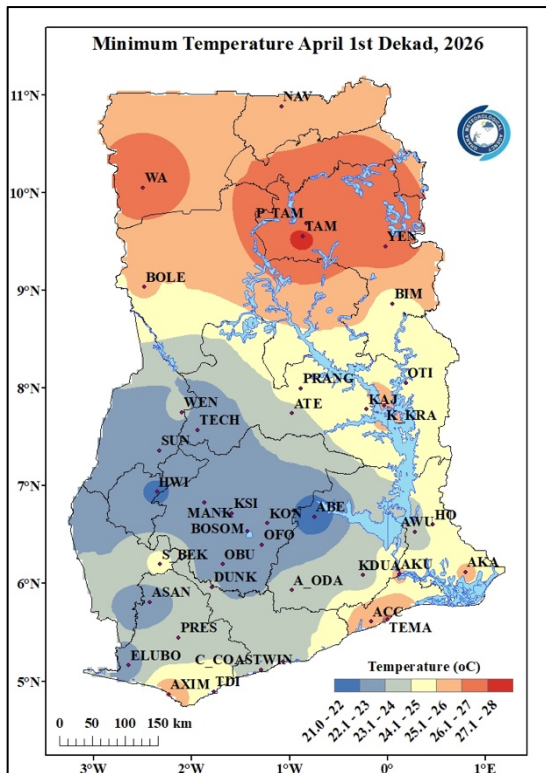 Minimum Temperature April 1st Dekad, 2026
11°N
NAV
10°N
WA
P_TAM
TAM
YEN
9°N
BOLE
BIM
8°N
PRANG
OTI
KAJ
K_KRA
WEN
ATE
TECH
SUN
7°N
HWI
MANK
KSI
KON
ABE
BOSOM
OFO
AWU
HO
6°N
S_BEK
OBU
DUNK
KDUA
AKU
AKA
A_ODA
ASAN
ACC
TEMA
PRES
ELUBO
C_COAST
WIN
5°N
AXIM
TDI
Temperature (oC)
21.0 - 22
22.1 - 23
23.1 - 24
24.1 - 25
25.1 - 26
26.1 - 27
27.1 - 28
0 50 100 150 km
3°W 2°W 1°W 0° 1°E